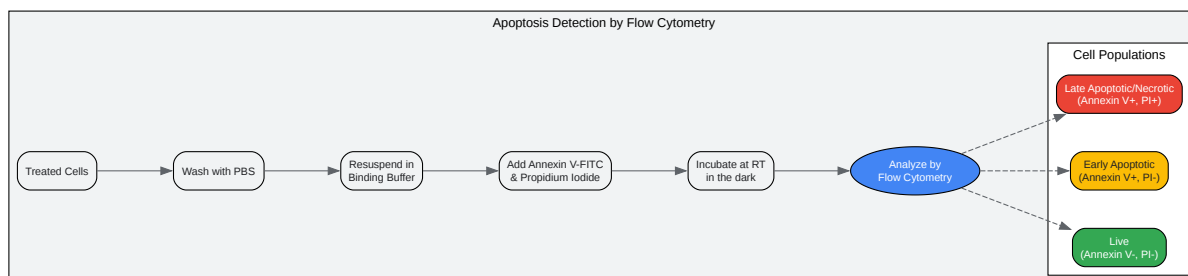 Apoptosis Detection by Flow Cytometry
Treated Cells
Wash with PBS
Resuspend in
Binding Buffer
Add Annexin V-FITC
& Propidium Iodide
Incubate at RT
in the dark
Analyze by
Flow Cytometry
Cell Populations
Late Apoptotic/Necrotic
(Annexin V+, PI+)
Early Apoptotic
(Annexin V+, PI-)
Live
(Annexin V-, PI-)